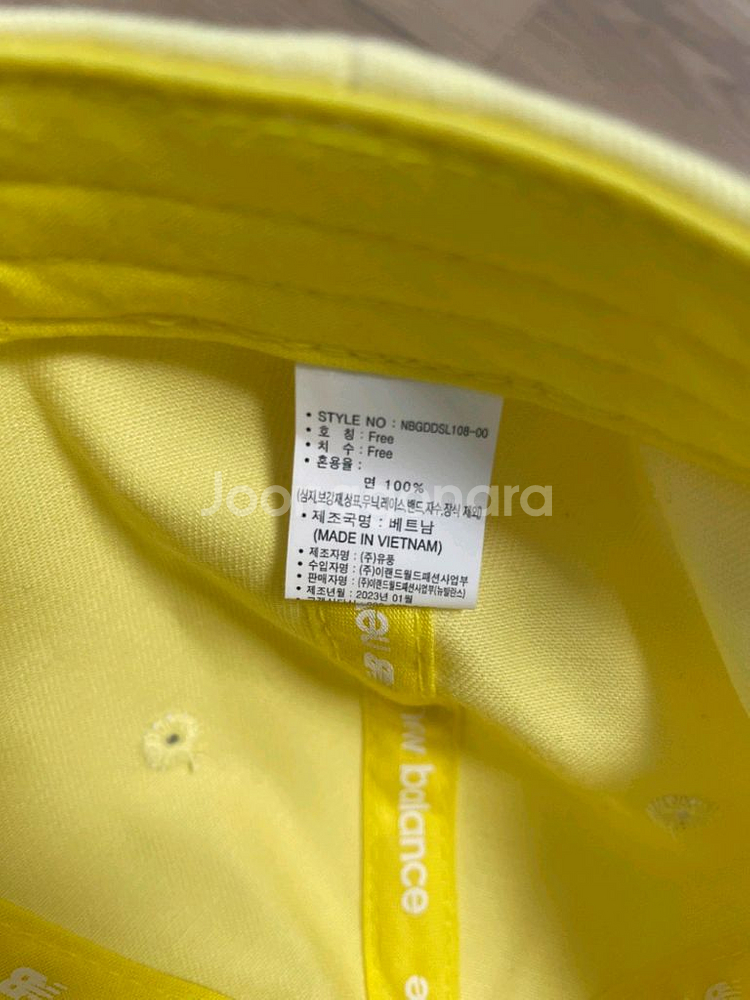 • STYLE NO : NBGDDSL108-00
• 호 칭 : Free
• 치 수 : Free
• 혼용율 :
면 100%
(심지,보강재,상표,무늬,레이스,밴드,자수,장식 제외)
• 제조국명 : 베트남
(MADE IN VIETNAM)
• 제조자명 : (주)유풍
• 수입자명 : (주)이랜드월드패션사업부
• 판매자명 : (주)이랜드월드패션사업부(뉴발란스)
• 제조년월 : 2023년 01월
Joongonara
balance